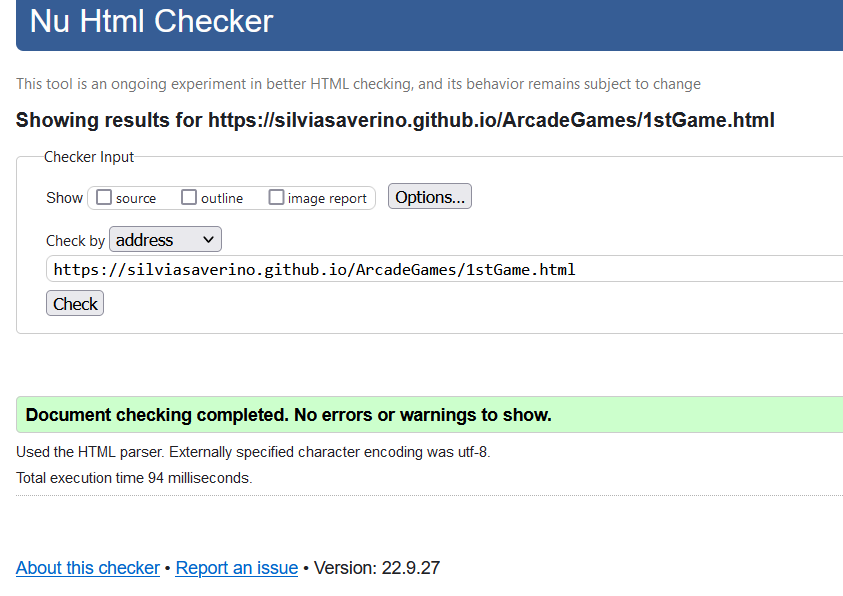 Nu Html Checker
This tool is an ongoing experiment in better HTML checking, and its behavior remains subject to change
Showing results for https://silviasaverino.github.io/ArcadeGames/1stGame.html
Checker Input
Show source outline image report Options...
Check by address
https://silviasaverino.github.io/ArcadeGames/1stGame.html
Check
Document checking completed. No errors or warnings to show.
Used the HTML parser. Externally specified character encoding was utf-8.
Total execution time 94 milliseconds.
About this checker • Report an issue • Version: 22.9.27